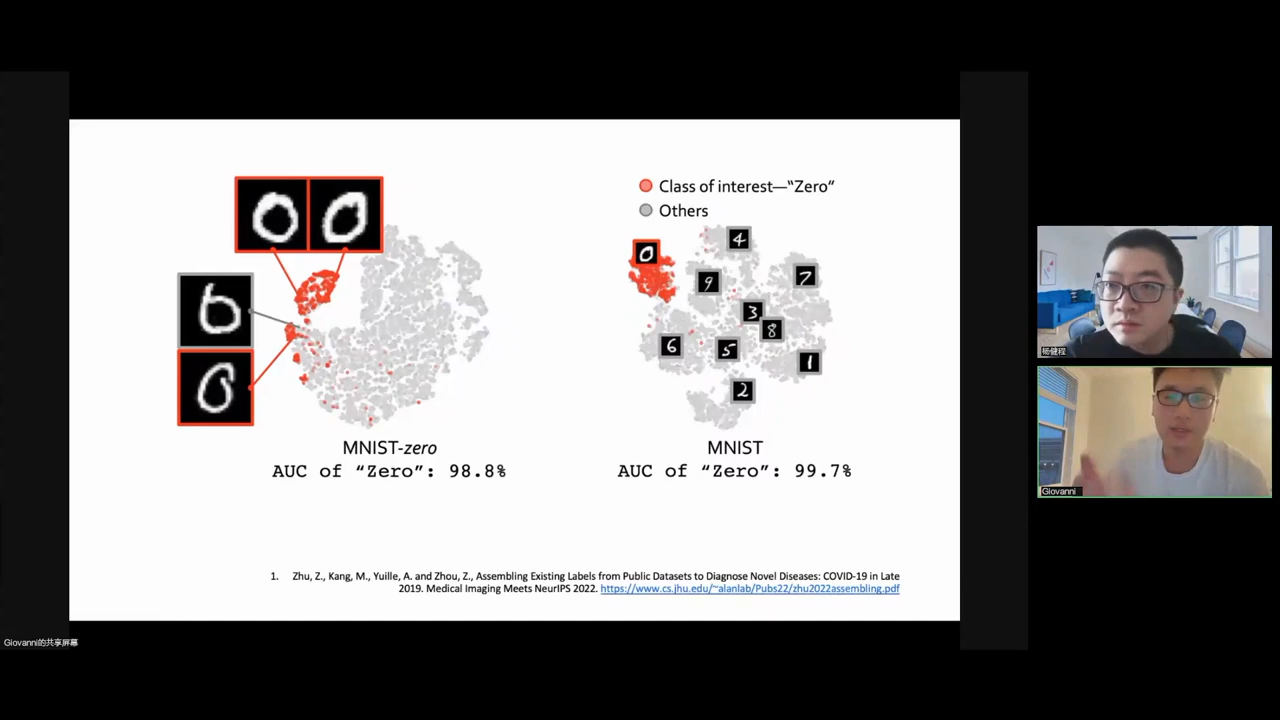 Class of interest—"Zero"
Others
0 0
6
0
0
4
9
7
3
8
6
5
1
2
MNIST-zero
AUC of "Zero": 98.8%
MNIST
AUC of "Zero": 99.7%
1. Zhu, Z., Kang, M., Yuille, A. and Zhou, Z., Assembling Existing Labels from Public Datasets to Diagnose Novel Diseases: COVID-19 in Late
2019. Medical Imaging Meets NeurIPS 2022. https://www.cs.jhu.edu/~alanlab/Pubs22/zhu2022assembling.pdf
杨健程
Giovanni
Giovanni的共享屏幕